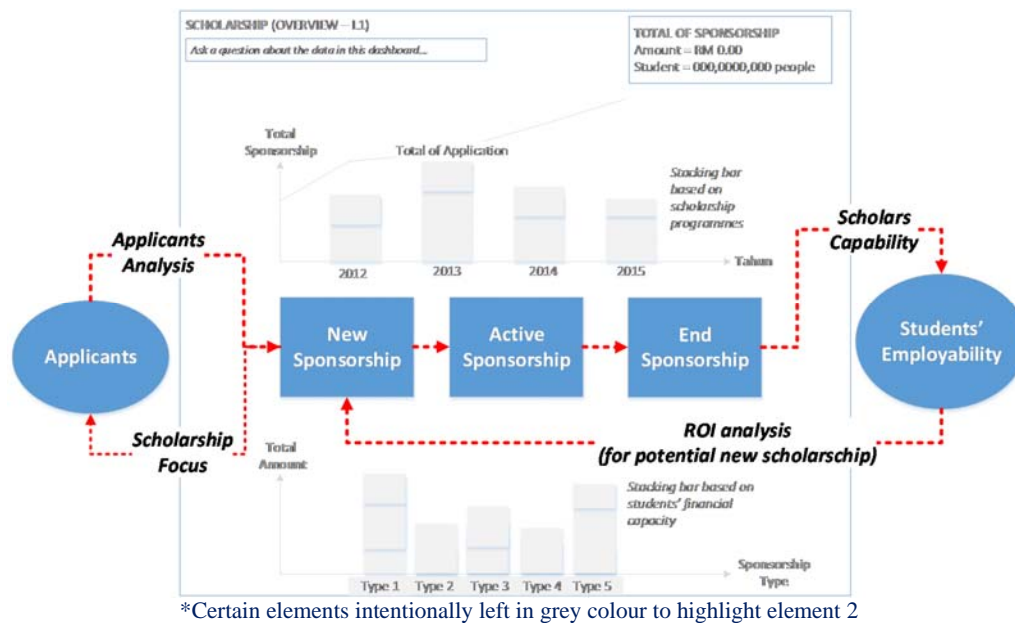 SCHOLARSHIP (OVERVIEW – L1)
Ask a question about the data in this dashboard...
TOTAL OF SPONSORSHIP
Amount = RM 0.00
Student = 000,0000,000 people
Total
Sponsorship
Total of Application
Stacking bar
based on
scholarship
programmes
2012
2013
2014
2015
Tahun
Applicants
Analysis
Scholars
Capability
Applicants
New
Sponsorship
Active
Sponsorship
End
Sponsorship
Students’
Employability
Scholarship
Focus
ROI analysis
(for potential new scholarschip)
Total
Amount
Stacking bar based on
students’ financial
capacity
Type 1
Type 2
Type 3
Type 4
Type 5
Sponsorship
Type
*Certain elements intentionally left in grey colour to highlight element 2